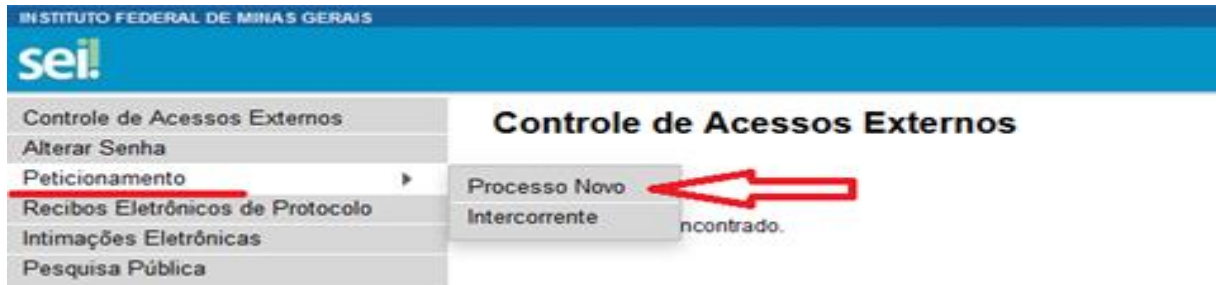 INSTITUTO FEDERAL DE MINAS GERAIS
sei!
Controle de Acessos Externos
Alterar Senha
Peticionamento
Recibos Eletrônicos de Protocolo
Intimações Eletrônicas
Pesquisa Pública
Controle de Acessos Externos
Processo Novo
Intercorrente
ncontrado.